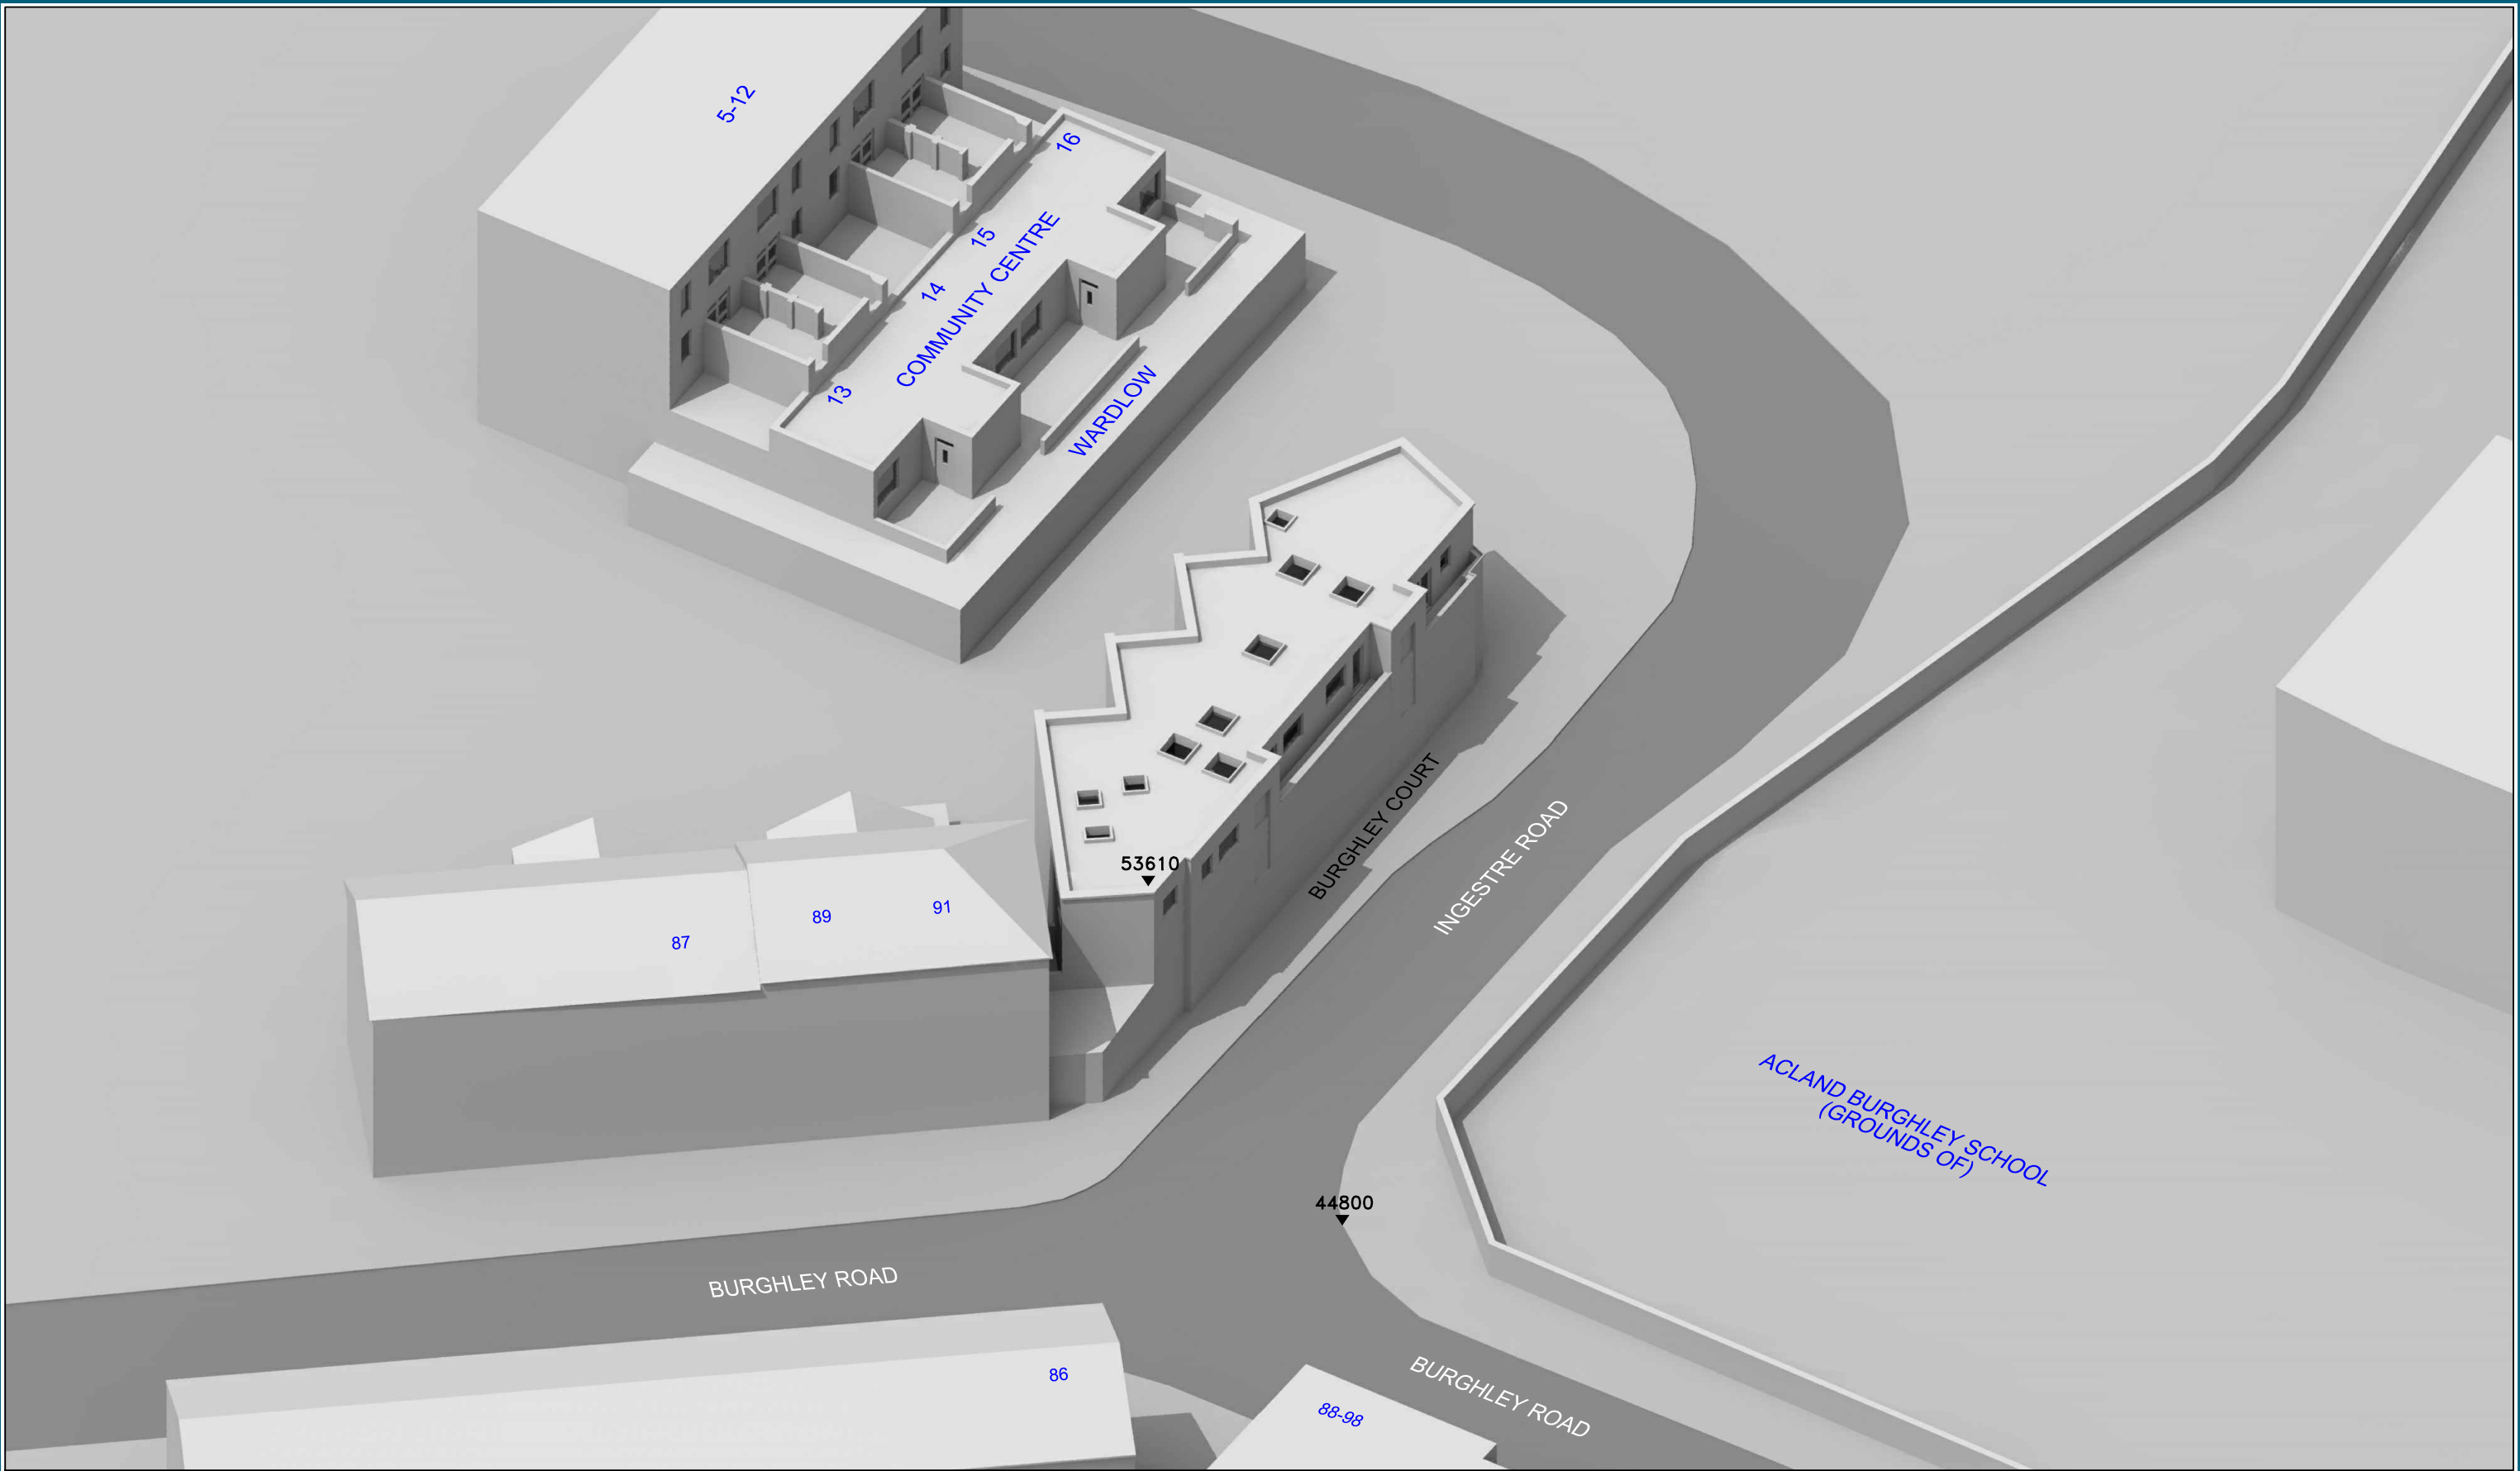 5-12
16
15
COMMUNITY CENTRE
14
13
WARDLOW
53610
BURGHLEY COURT
INGESTRE ROAD
91
89
87
ACLAND BURGHLEY SCHOOL
(GROUNDS OF)
44800
BURGHLEY ROAD
86
BURGHLEY ROAD
88-98